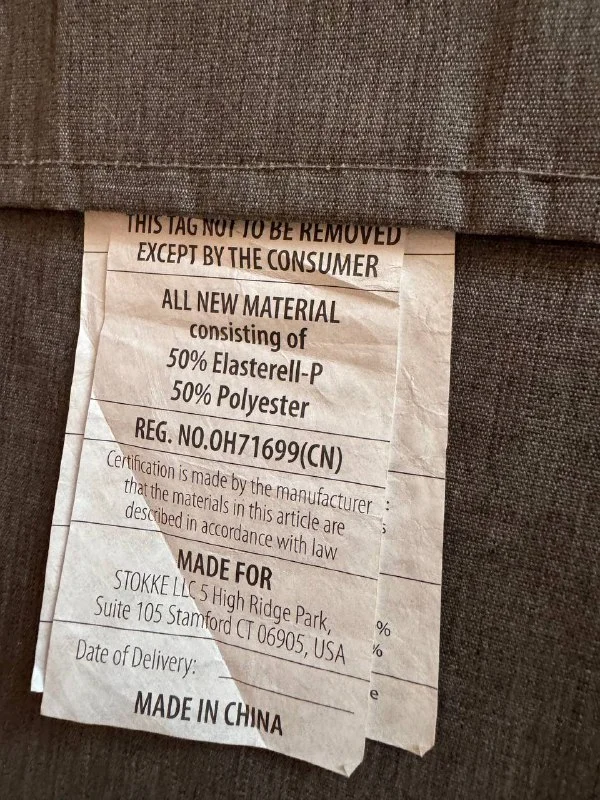 THIS TAG NOT TO BE REMOVED
EXCEPT BY THE CONSUMER
ALL NEW MATERIAL
consisting of
50% Elasterell-P
50% Polyester
REG. NO.OH71699(CN)
Certification is made by the manufacturer
that the materials in this article are
described in accordance with law
MADE FOR
STOKKE LLC 5 High Ridge Park,
Suite 105 Stamford CT 06905, USA
Date of Delivery:
MADE IN CHINA
:
s
%
%
e